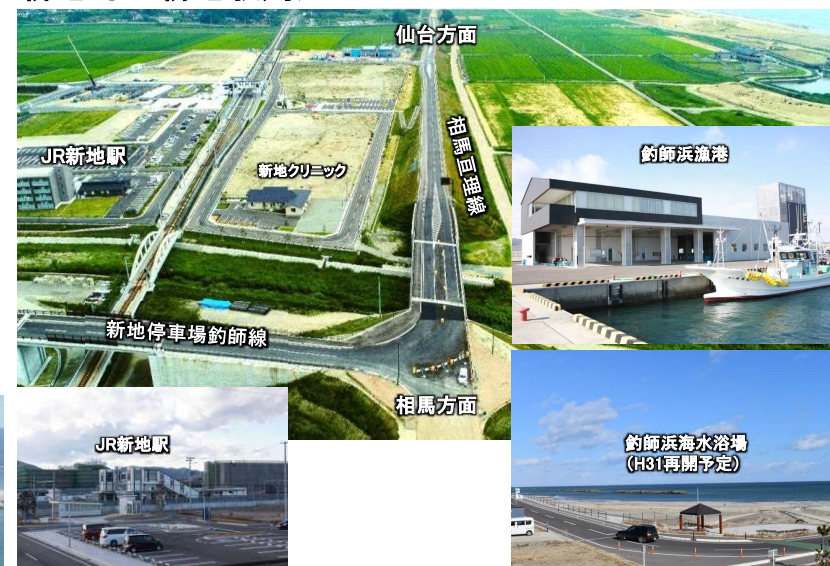 仙台方面
相馬亘理線
JR新地駅
新地クリニック
釣師浜漁港
新地停車場釣師線
相馬方面
JR新地駅
釣師浜海水浴場
(H31再開予定)